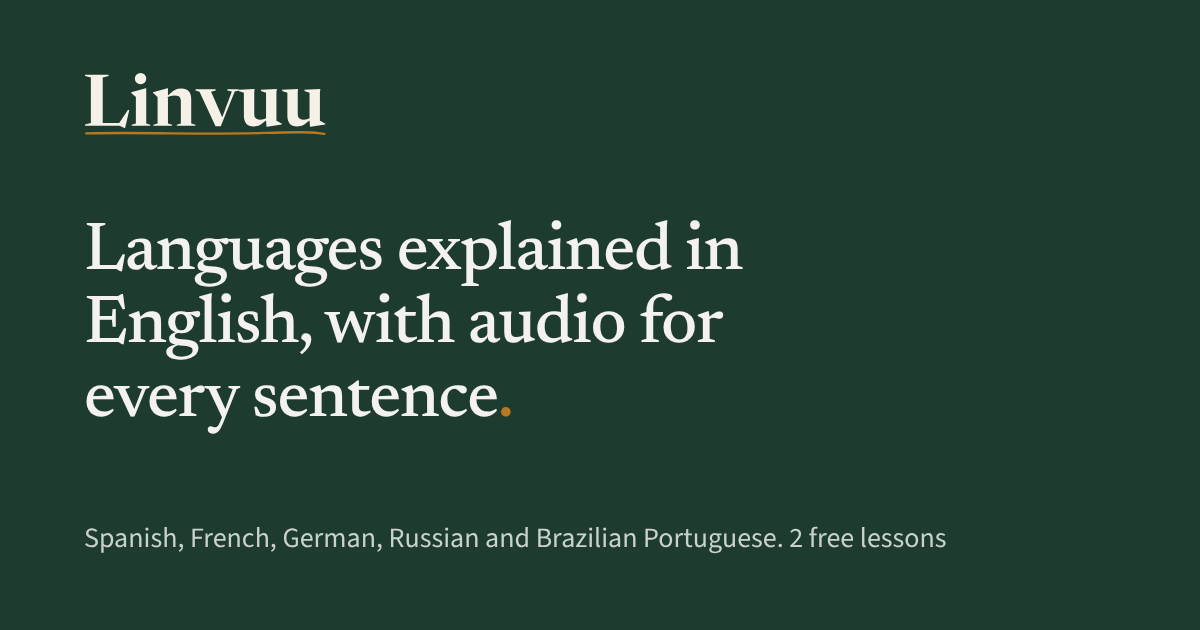 Linvuu
Languages explained in
English, with audio for
every sentence.
Spanish, French, German, Russian and Brazilian Portuguese. 2 free lessons